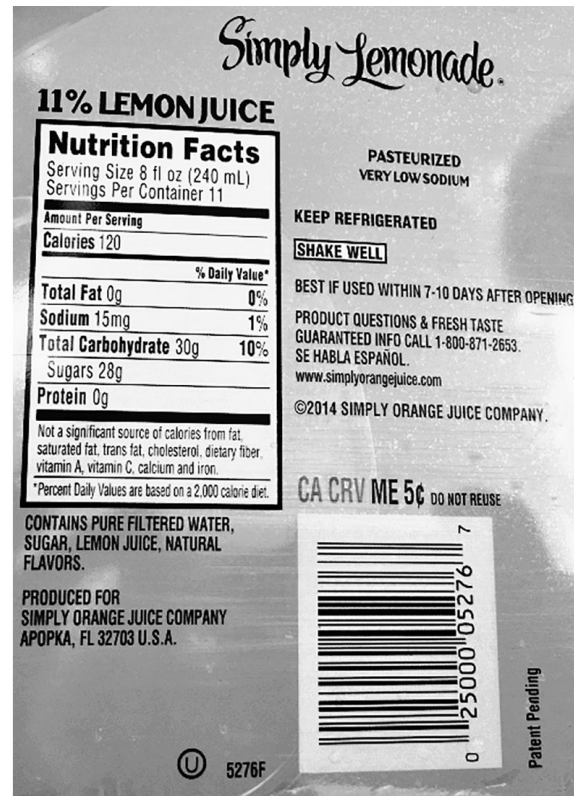 Simply Lemonade®
11% LEMON JUICE
Nutrition Facts
Serving Size 8 fl oz (240 mL)
Servings Per Container 11
Amount Per Serving
Calories 120
% Daily Value*
Total Fat 0g 0%
Sodium 15mg 1%
Total Carbohydrate 30g 10%
Sugars 28g
Protein 0g
Not a significant source of calories from fat,
saturated fat, trans fat, cholesterol, dietary fiber,
vitamin A, vitamin C, calcium and iron.
*Percent Daily Values are based on a 2,000 calorie diet.
CONTAINS PURE FILTERED WATER,
SUGAR, LEMON JUICE, NATURAL
FLAVORS.
PRODUCED FOR
SIMPLY ORANGE JUICE COMPANY
APOPKA, FL 32703 U.S.A.
U 5276F
PASTEURIZED
VERY LOW SODIUM
KEEP REFRIGERATED
SHAKE WELL
BEST IF USED WITHIN 7-10 DAYS AFTER OPENING
PRODUCT QUESTIONS & FRESH TASTE
GUARANTEED INFO CALL 1-800-871-2653.
SE HABLA ESPAÑOL.
www.simplyorangejuice.com
©2014 SIMPLY ORANGE JUICE COMPANY.
CA CRV ME 5¢ DO NOT REUSE
0 25000 05276 7
Patent Pending